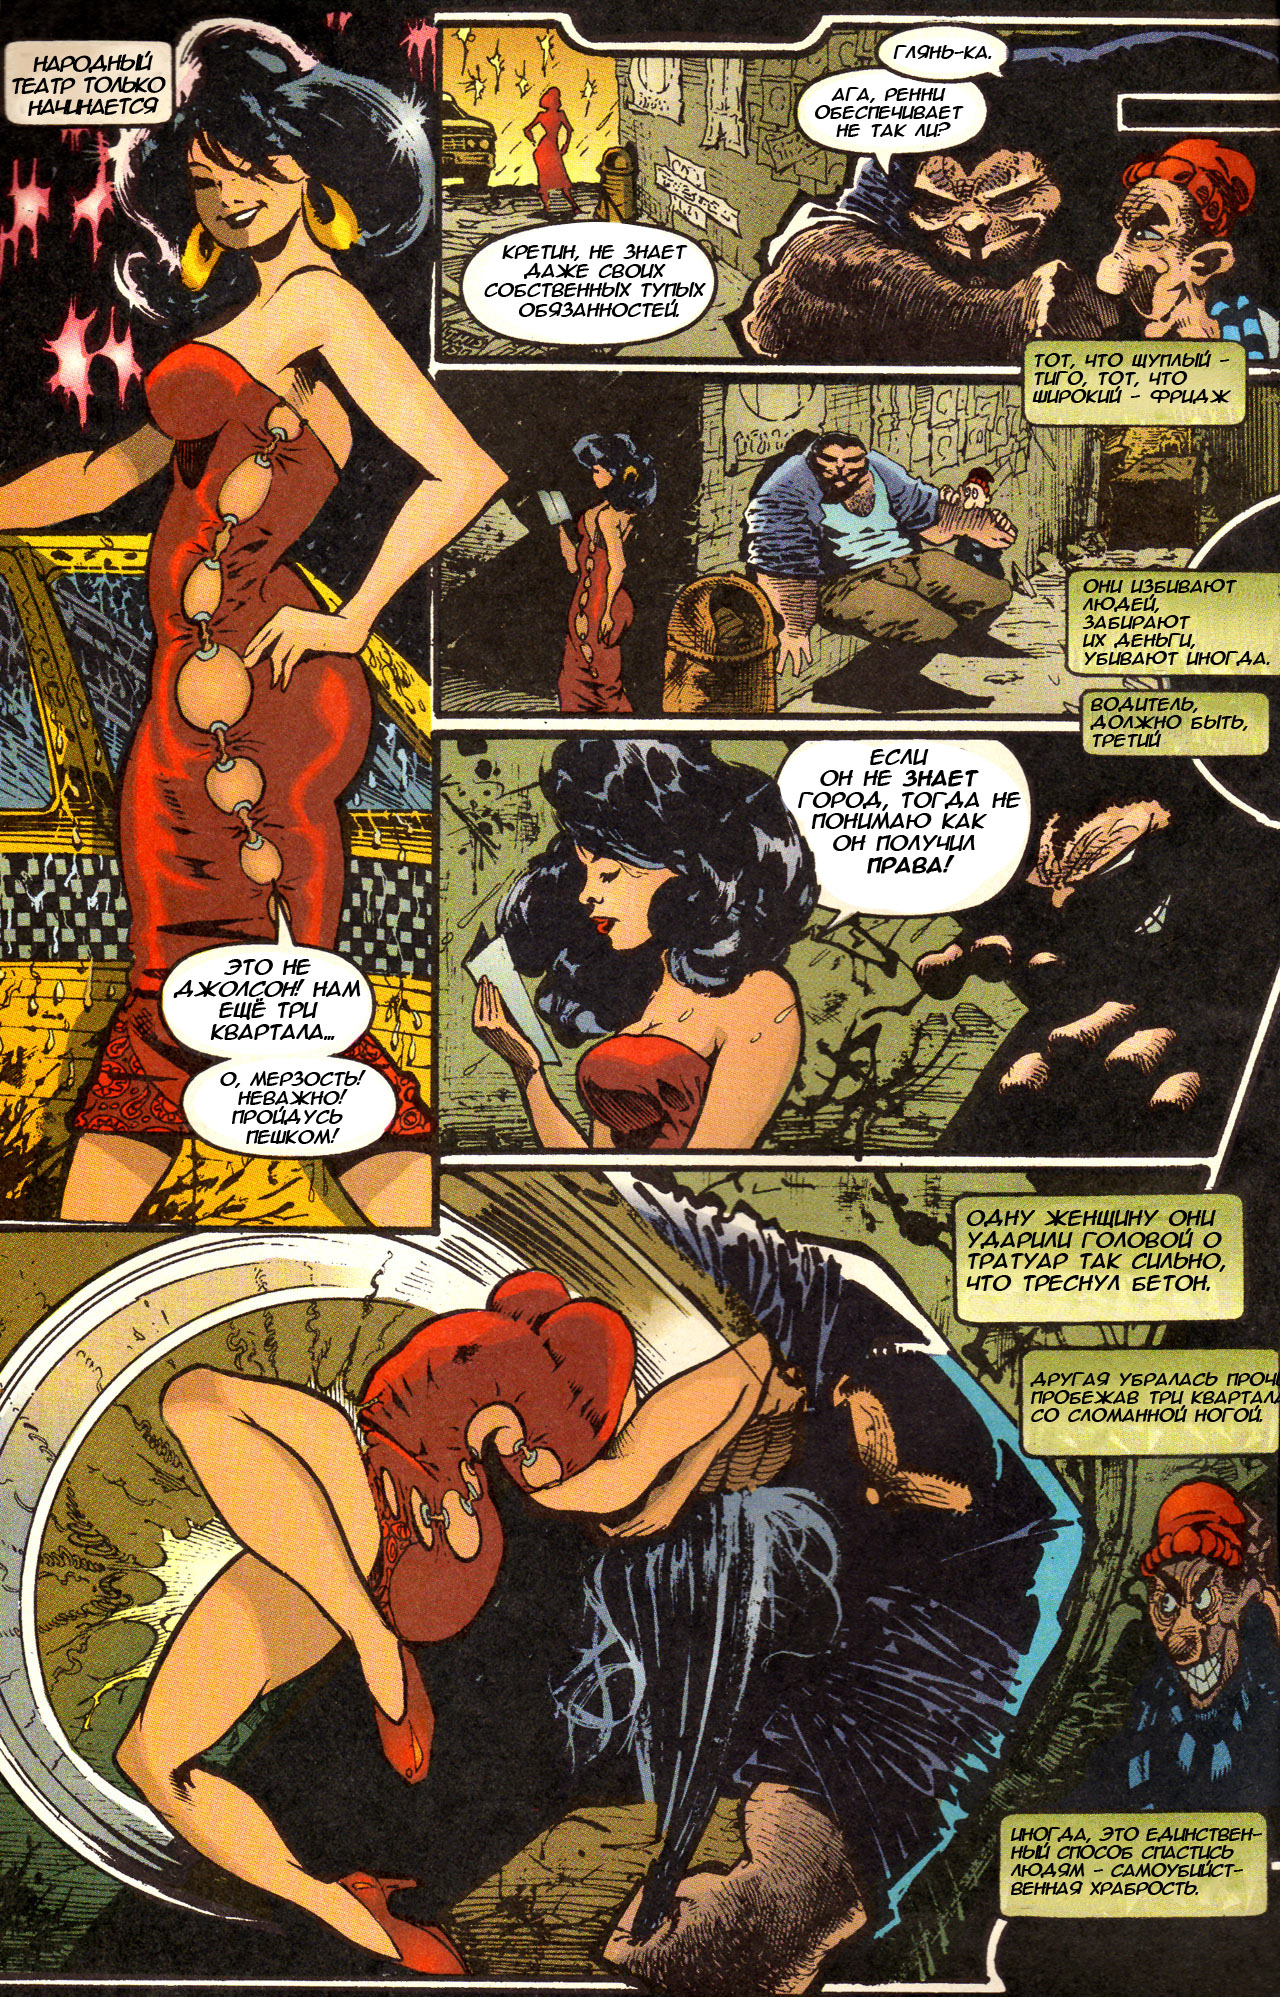 НАРОДНЫЙ
ТЕАТР ТОЛЬКО
НАЧИНАЕТСЯ
ЭТО НЕ
ДЖОЛСОН! НАМ
ЕЩЁ ТРИ
КВАРТАЛА...
О, МЕРЗОСТЬ!
НЕВАЖНО!
ПРОЙДУСЬ
ПЕШКОМ!
ГЛЯНЬ-КА.
АГА, РЕННИ
ОБЕСПЕЧИВАЕТ
НЕ ТАК ЛИ?
КРЕТИН, НЕ ЗНАЕТ
ДАЖЕ СВОИХ
СОБСТВЕННЫХ ТУПЫХ
ОБЯЗАННОСТЕЙ.
ТОТ, ЧТО ЩУПЛЫЙ -
ТИГО, ТОТ, ЧТО
ШИРОКИЙ - ФРИДЖ
ОНИ ИЗБИВАЮТ
ЛЮДЕЙ,
ЗАБИРАЮТ
ИХ ДЕНЬГИ,
УБИВАЮТ ИНОГДА.
ВОДИТЕЛЬ,
ДОЛЖНО БЫТЬ,
ТРЕТИЙ
ЕСЛИ
ОН НЕ ЗНАЕТ
ГОРОД, ТОГДА НЕ
ПОНИМАЮ КАК
ОН ПОЛУЧИЛ
ПРАВА!
ОДНУ ЖЕНЩИНУ ОНИ
УДАРИЛИ ГОЛОВОЙ О
ТРАТУАР ТАК СИЛЬНО,
ЧТО ТРЕСНУЛ БЕТОН.
ДРУГАЯ УБРАЛАСЬ ПРОЧЬ
ПРОБЕЖАВ ТРИ КВАРТАЛА
СО СЛОМАННОЙ НОГОЙ.
ИНОГДА, ЭТО ЕДИНСТВЕН-
НЫЙ СПОСОБ СПАСТИСЬ
ЛЮДЯМ - САМОУБИЙСТ-
ВЕННАЯ ХРАБРОСТЬ.